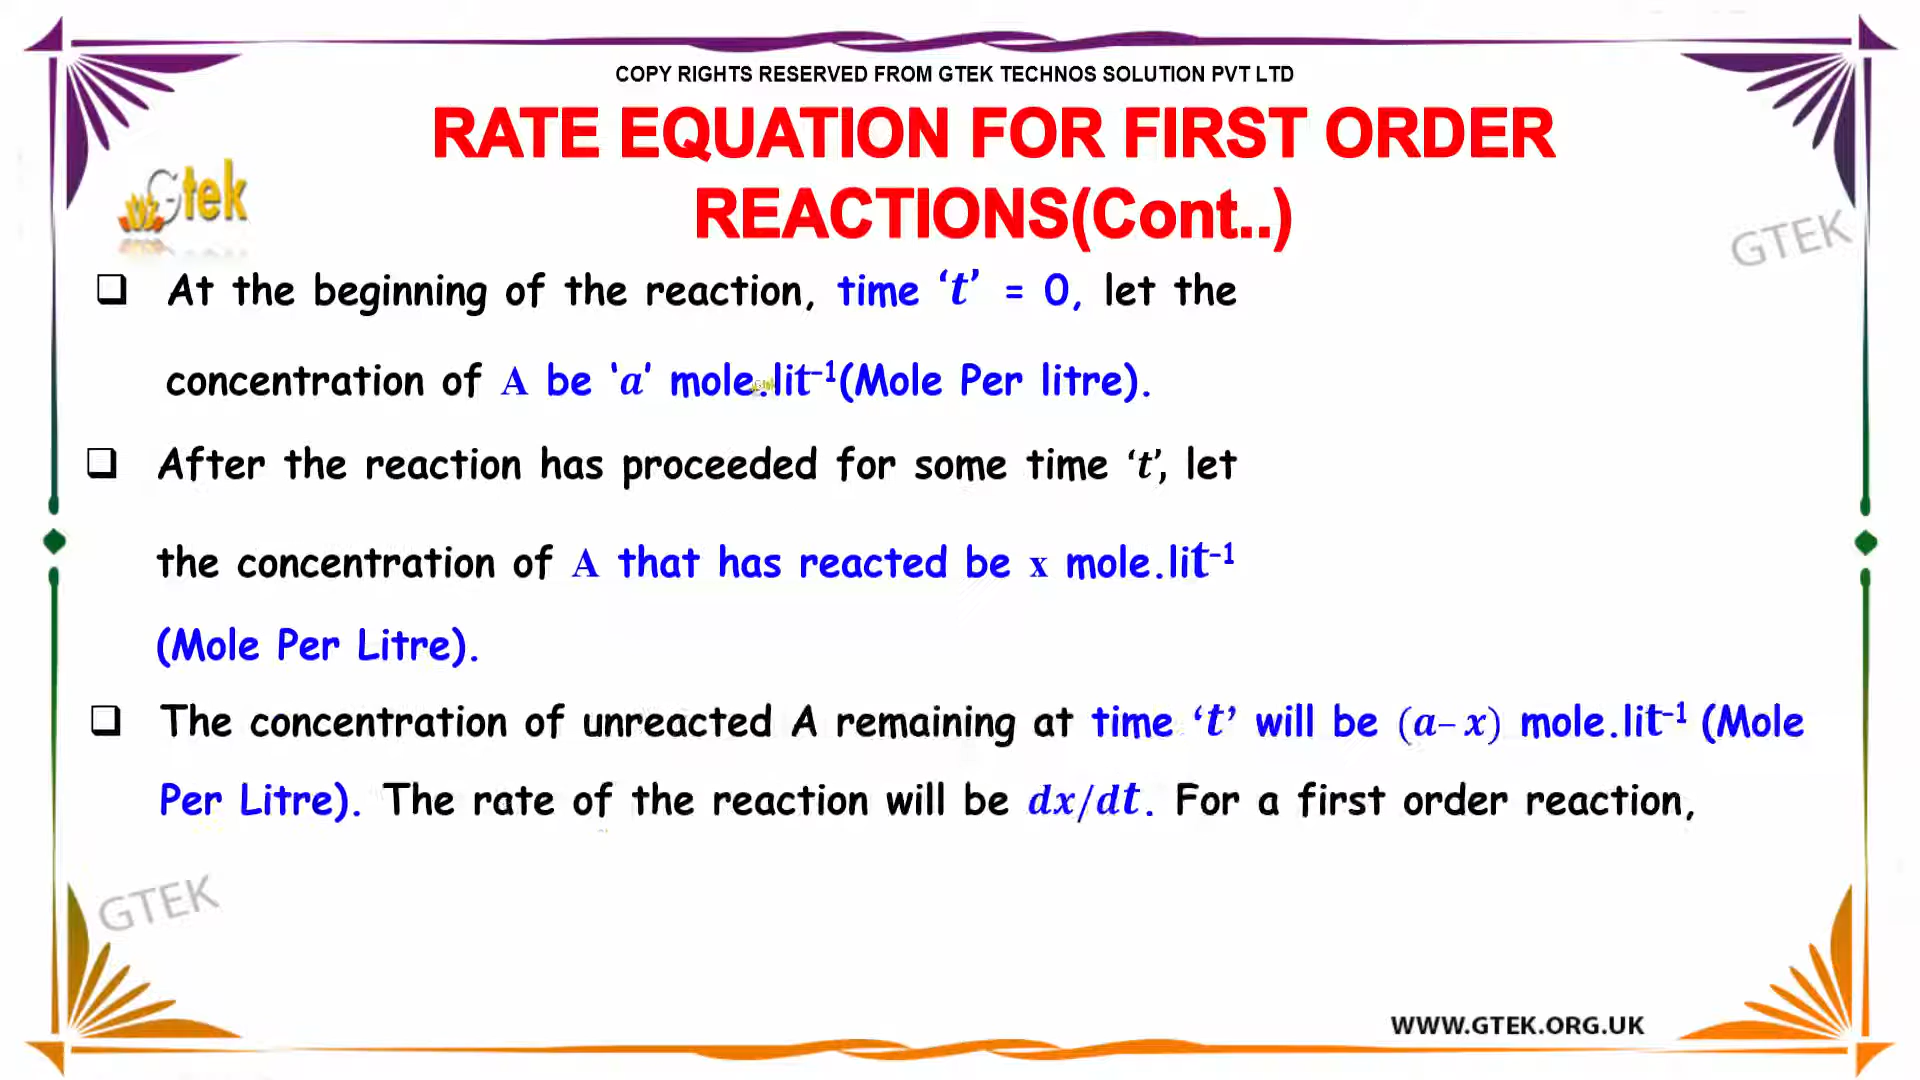 COPY RIGHTS RESERVED FROM GTEK TECHNOS SOLUTION PVT LTD
RATE EQUATION FOR FIRST ORDER
REACTIONS(Cont..)
Gtek
GTEK
❑ At the beginning of the reaction, time ‘t’ = 0, let the
concentration of A be ‘a’ mole.lit⁻¹(Mole Per litre).
❑ After the reaction has proceeded for some time ‘t’, let
the concentration of A that has reacted be x mole.lit⁻¹
(Mole Per Litre).
❑ The concentration of unreacted A remaining at time ‘t’ will be (a– x) mole.lit⁻¹ (Mole
Per Litre). The rate of the reaction will be dx/dt. For a first order reaction,
GTEK
WWW.GTEK.ORG.UK